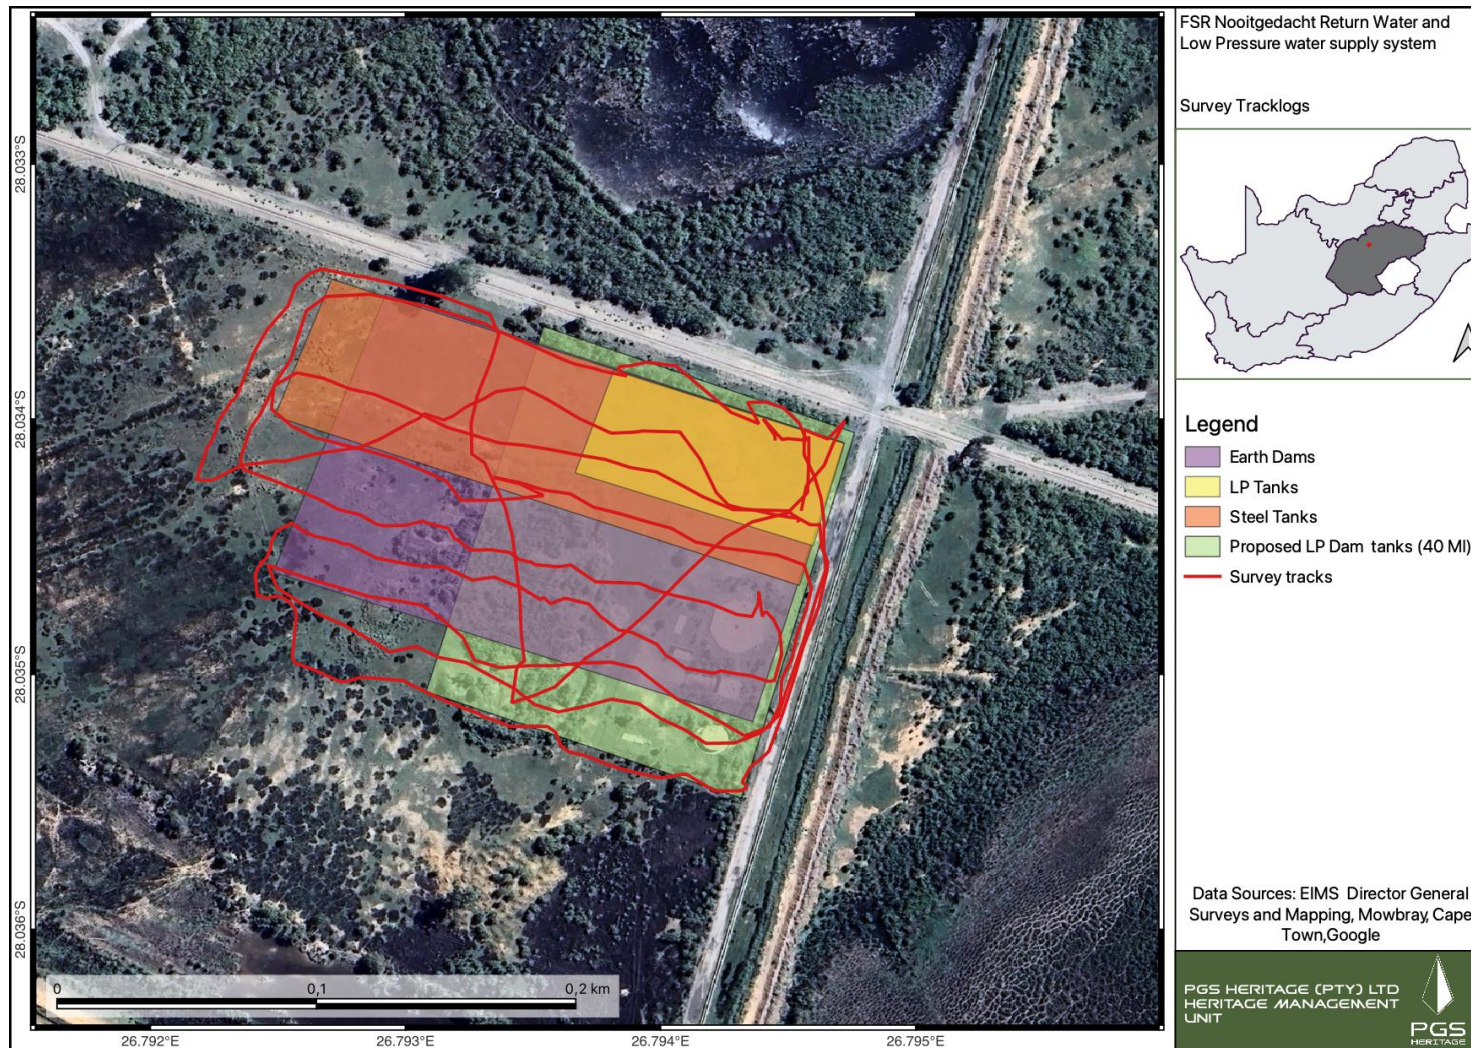 FSR Nooitgedacht Return Water and
Low Pressure water supply system
Survey Tracklogs
28.033°S
28.034°S
28.035°S
28.036°S
Legend
Earth Dams
LP Tanks
Steel Tanks
Proposed LP Dam tanks (40 Ml)
Survey tracks
0
0,1
0,2 km
26.792°E
26.793°E
26.794°E
26.795°E
Data Sources: EIMS Director General
Surveys and Mapping, Mowbray, Cape
Town,Google
PGS HERITAGE (PTY) LTD
HERITAGE MANAGEMENT
UNIT
PGS
HERITAGE